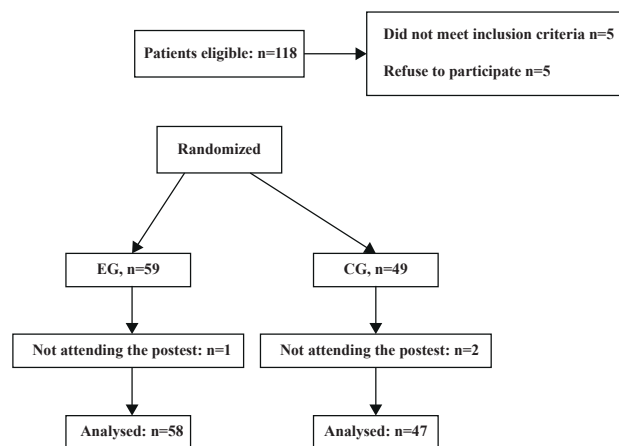 Patients eligible: n=118
Did not meet inclusion criteria n=5
Refuse to participate n=5
Randomized
EG, n=59
CG, n=49
Not attending the postest: n=1
Not attending the postest: n=2
Analysed: n=58
Analysed: n=47